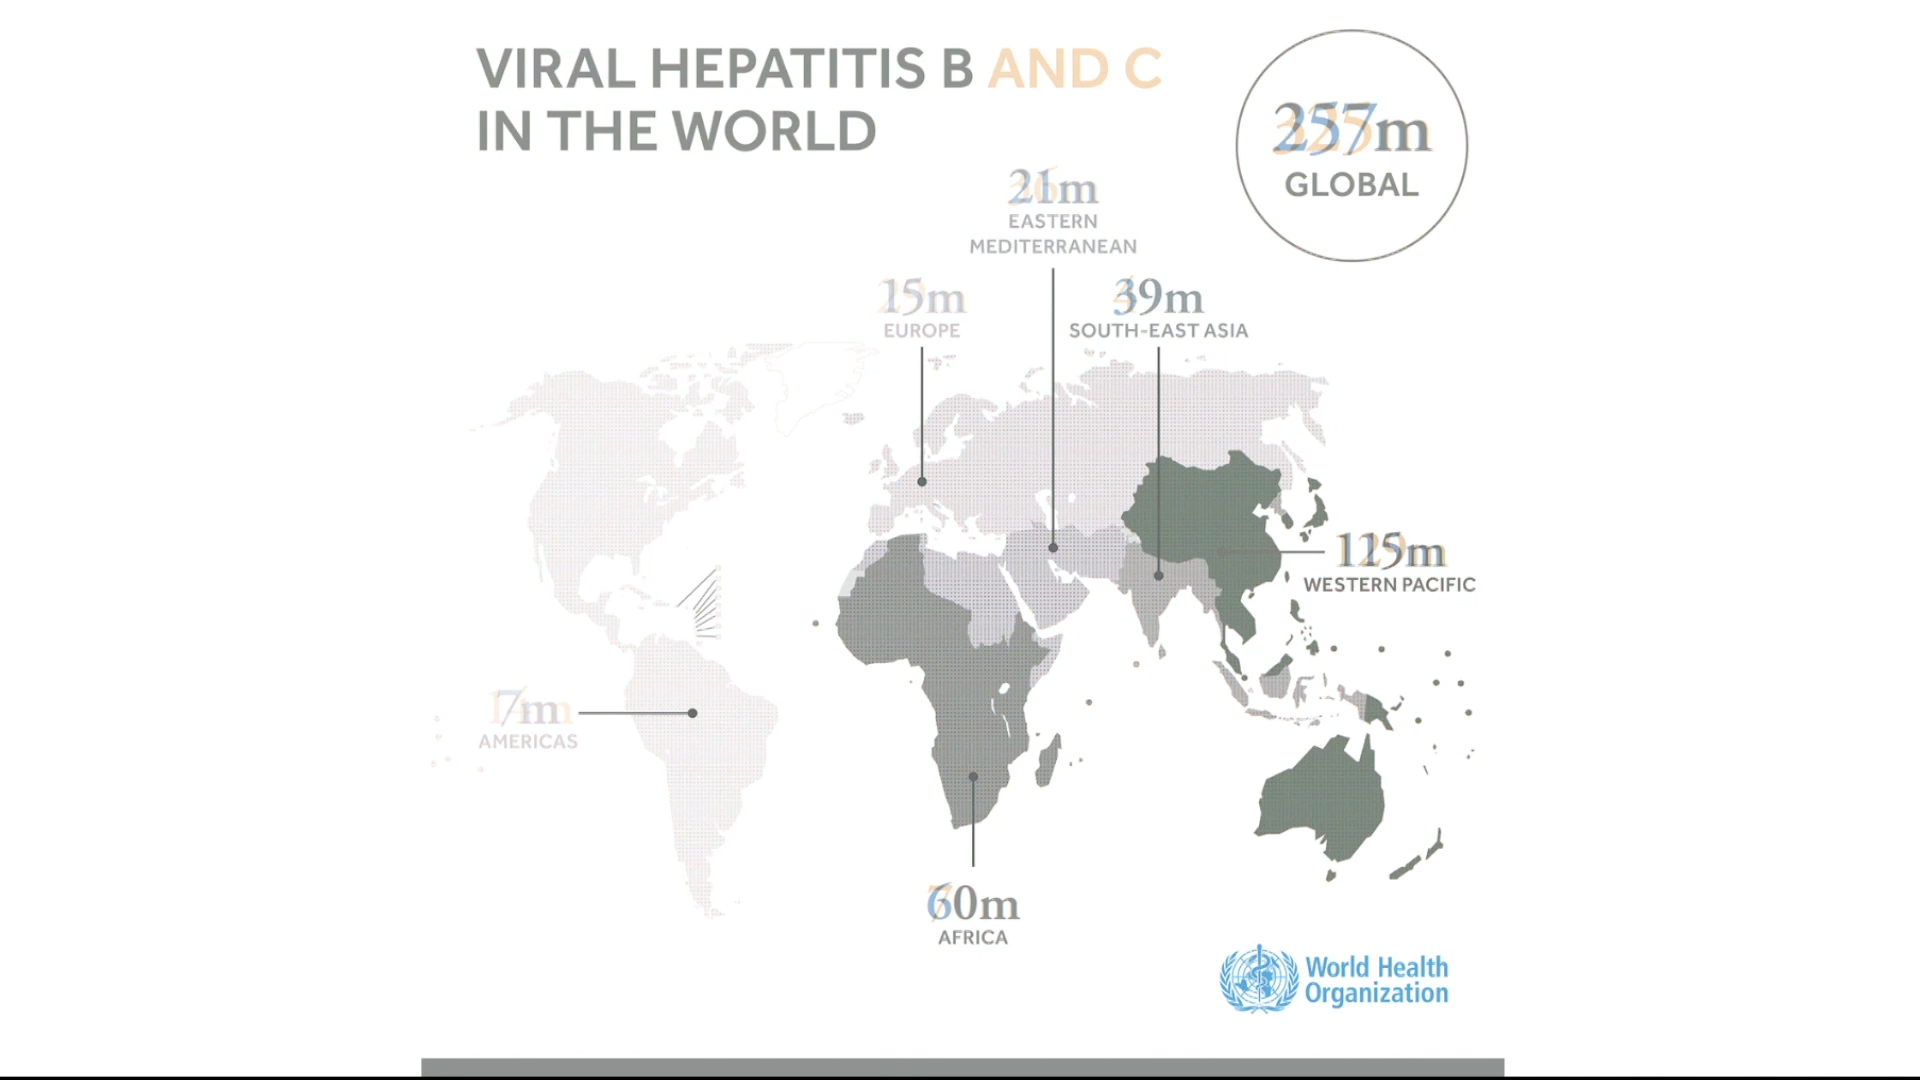 VIRAL HEPATITIS B AND C
IN THE WORLD
257m
GLOBAL
21m
EASTERN
MEDITERRANEAN
15m
EUROPE
39m
SOUTH-EAST ASIA
115m
WESTERN PACIFIC
7m
AMERICAS
60m
AFRICA
World Health
Organization